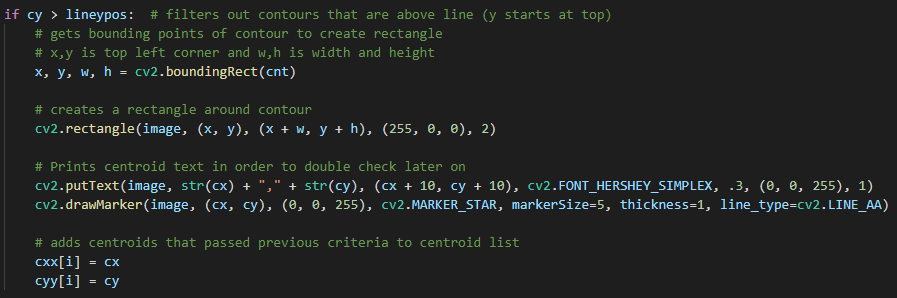 if cy > lineypos:  # filters out contours that are above line (y starts at top)
    # gets bounding points of contour to create rectangle
    # x,y is top left corner and w,h is width and height
    x, y, w, h = cv2.boundingRect(cnt)

    # creates a rectangle around contour
    cv2.rectangle(image, (x, y), (x + w, y + h), (255, 0, 0), 2)

    # Prints centroid text in order to double check later on
    cv2.putText(image, str(cx) + "," + str(cy), (cx + 10, cy + 10), cv2.FONT_HERSHEY_SIMPLEX, .3, (0, 0, 255), 1)
    cv2.drawMarker(image, (cx, cy), (0, 0, 255), cv2.MARKER_STAR, markerSize=5, thickness=1, line_type=cv2.LINE_AA)

    # adds centroids that passed previous criteria to centroid list
    cxx[i] = cx
    cyy[i] = cy